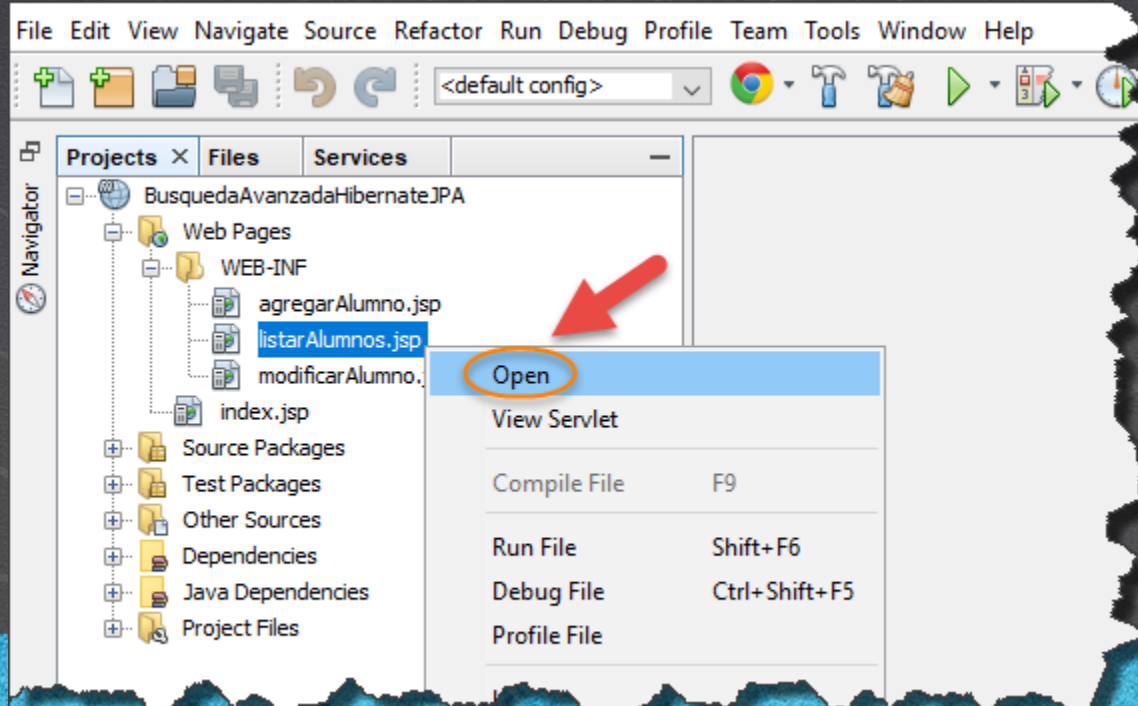 File Edit View Navigate Source Refactor Run Debug Profile Team Tools Window Help
<default config>
Projects Files Services
Navigator
BusquedaAvanzadaHibernateJPA
Web Pages
WEB-INF
agregarAlumno.jsp
listarAlumnos.jsp
modificarAlumno.
index.jsp
Source Packages
Test Packages
Other Sources
Dependencies
Java Dependencies
Project Files
Open
View Servlet
Compile File F9
Run File Shift+F6
Debug File Ctrl+Shift+F5
Profile File